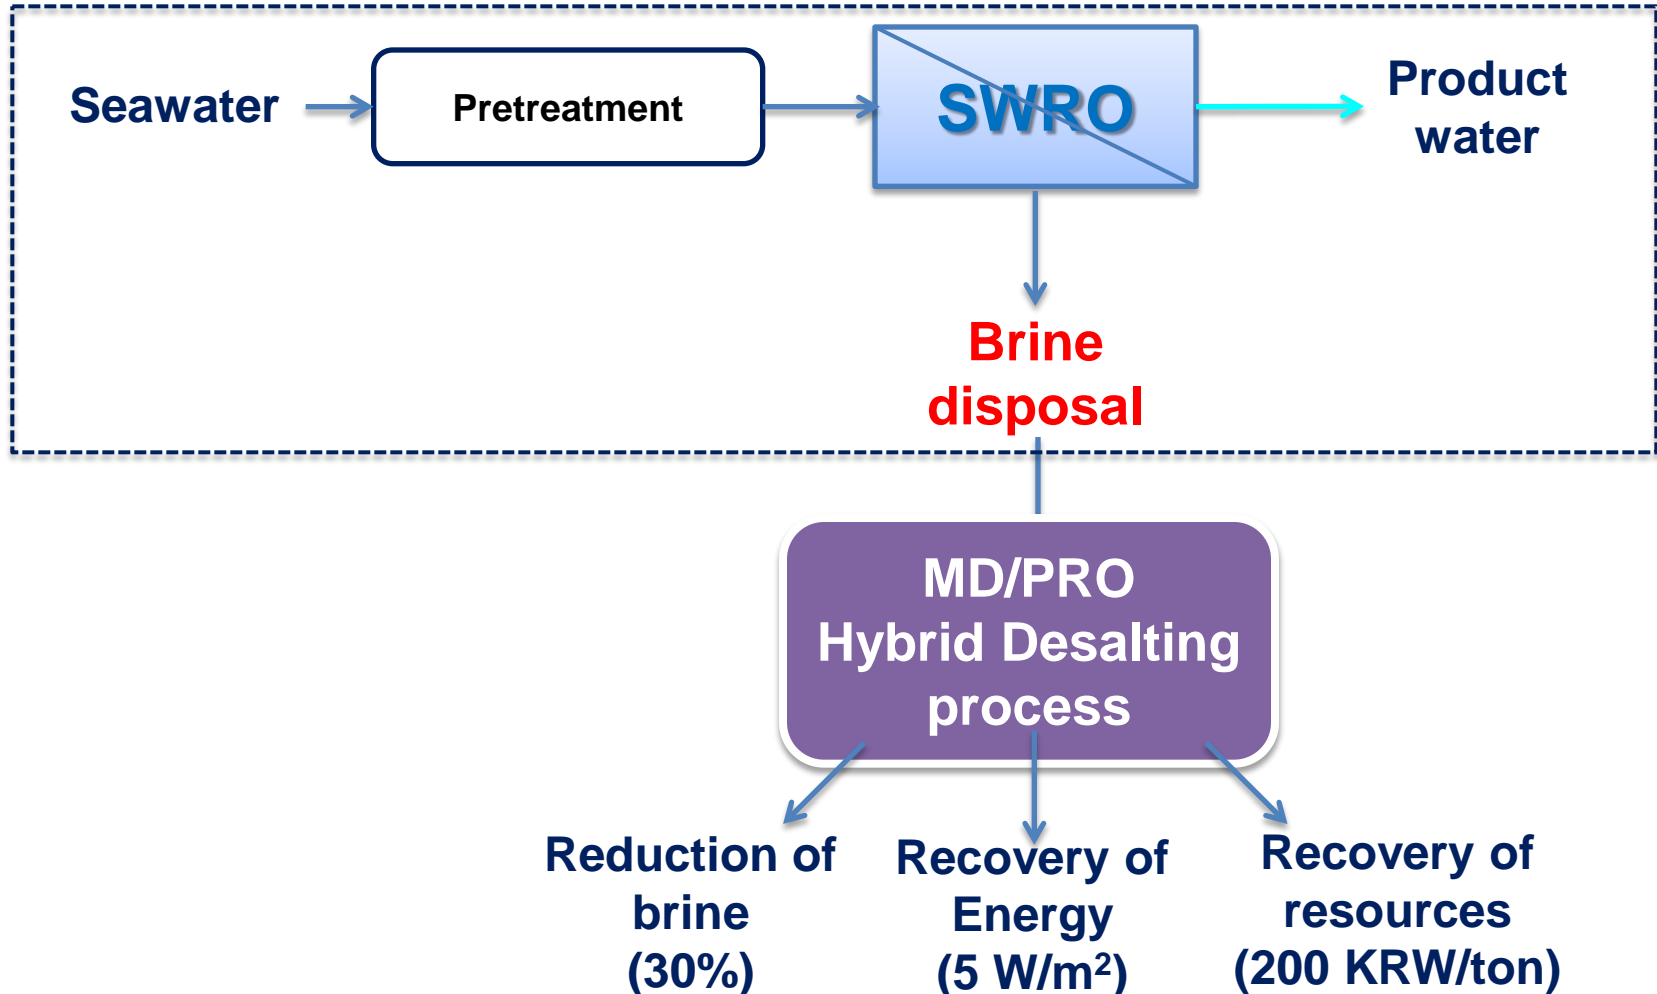 Seawater
Pretreatment
SWRO
Product
water
Brine
disposal
MD/PRO
Hybrid Desalting
process
Reduction of
brine
(30%)
Recovery of
Energy
(5 W/m²)
Recovery of
resources
(200 KRW/ton)